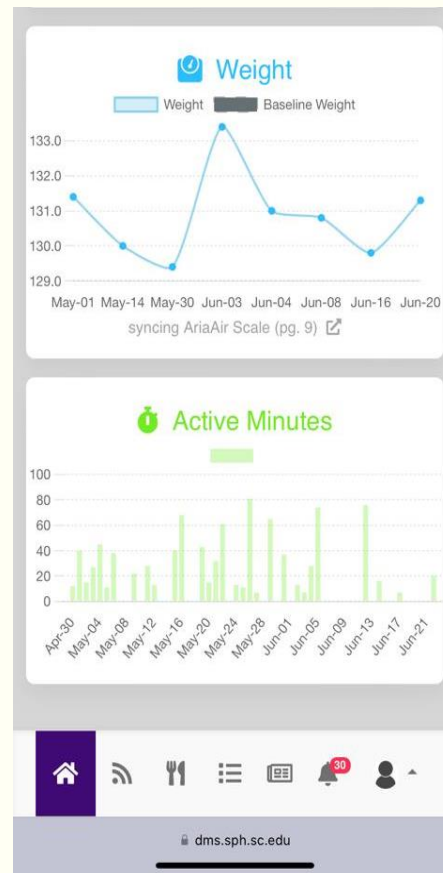 Weight
Weight Baseline Weight
133.0
132.0
131.0
130.0
129.0
May-01 May-14 May-30 Jun-03 Jun-04 Jun-08 Jun-16 Jun-20
syncing AriaAir Scale (pg. 9)
Active Minutes
100
80
60
40
20
0
Apr-30 May-04 May-08 May-12 May-16 May-20 May-24 May-28 Jun-01 Jun-05 Jun-09 Jun-13 Jun-17 Jun-21
30
dms.sph.sc.edu